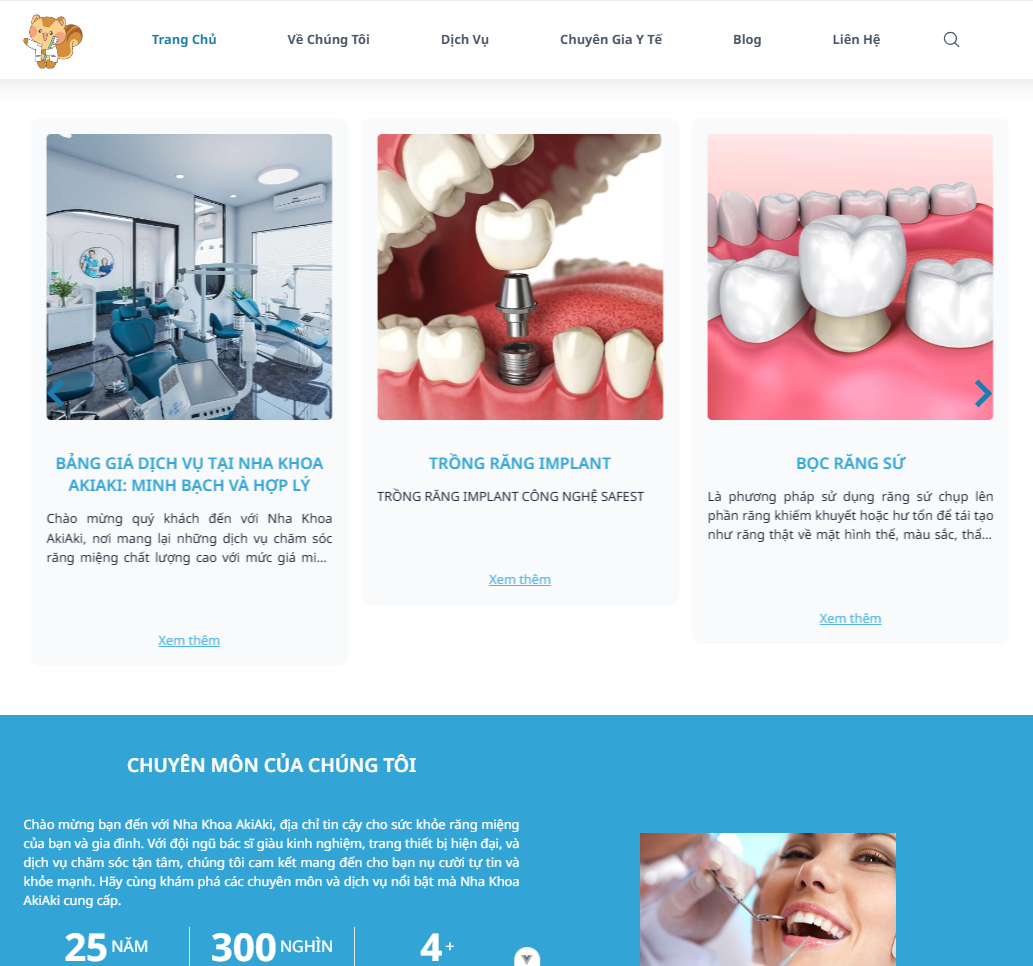 Trang Chủ
Về Chúng Tôi
Dịch Vụ
Chuyên Gia Y Tế
Blog
Liên Hệ
BẢNG GIÁ DỊCH VỤ TẠI NHA KHOA
AKIAKI: MINH BẠCH VÀ HỢP LÝ
Chào mừng quý khách đến với Nha Khoa
AkiAki, nơi mang lại những dịch vụ chăm sóc
răng miệng chất lượng cao với mức giá mi...
Xem thêm
TRỒNG RĂNG IMPLANT
TRỒNG RĂNG IMPLANT CÔNG NGHỆ SAFEST
Xem thêm
BỌC RĂNG SỨ
Là phương pháp sử dụng răng sứ chụp lên
phần răng khiếm khuyết hoặc hư tổn để tái tạo
như răng thật về mặt hình thể, màu sắc, thẩ...
Xem thêm
CHUYÊN MÔN CỦA CHÚNG TÔI
Chào mừng bạn đến với Nha Khoa AkiAki, địa chỉ tin cậy cho sức khỏe răng miệng
của bạn và gia đình. Với đội ngũ bác sĩ giàu kinh nghiệm, trang thiết bị hiện đại, và
dịch vụ chăm sóc tận tâm, chúng tôi cam kết mang đến cho bạn nụ cười tự tin và
khỏe mạnh. Hãy cùng khám phá các chuyên môn và dịch vụ nổi bật mà Nha Khoa
AkiAki cung cấp.
25 NĂM
300 NGHÌN
4+